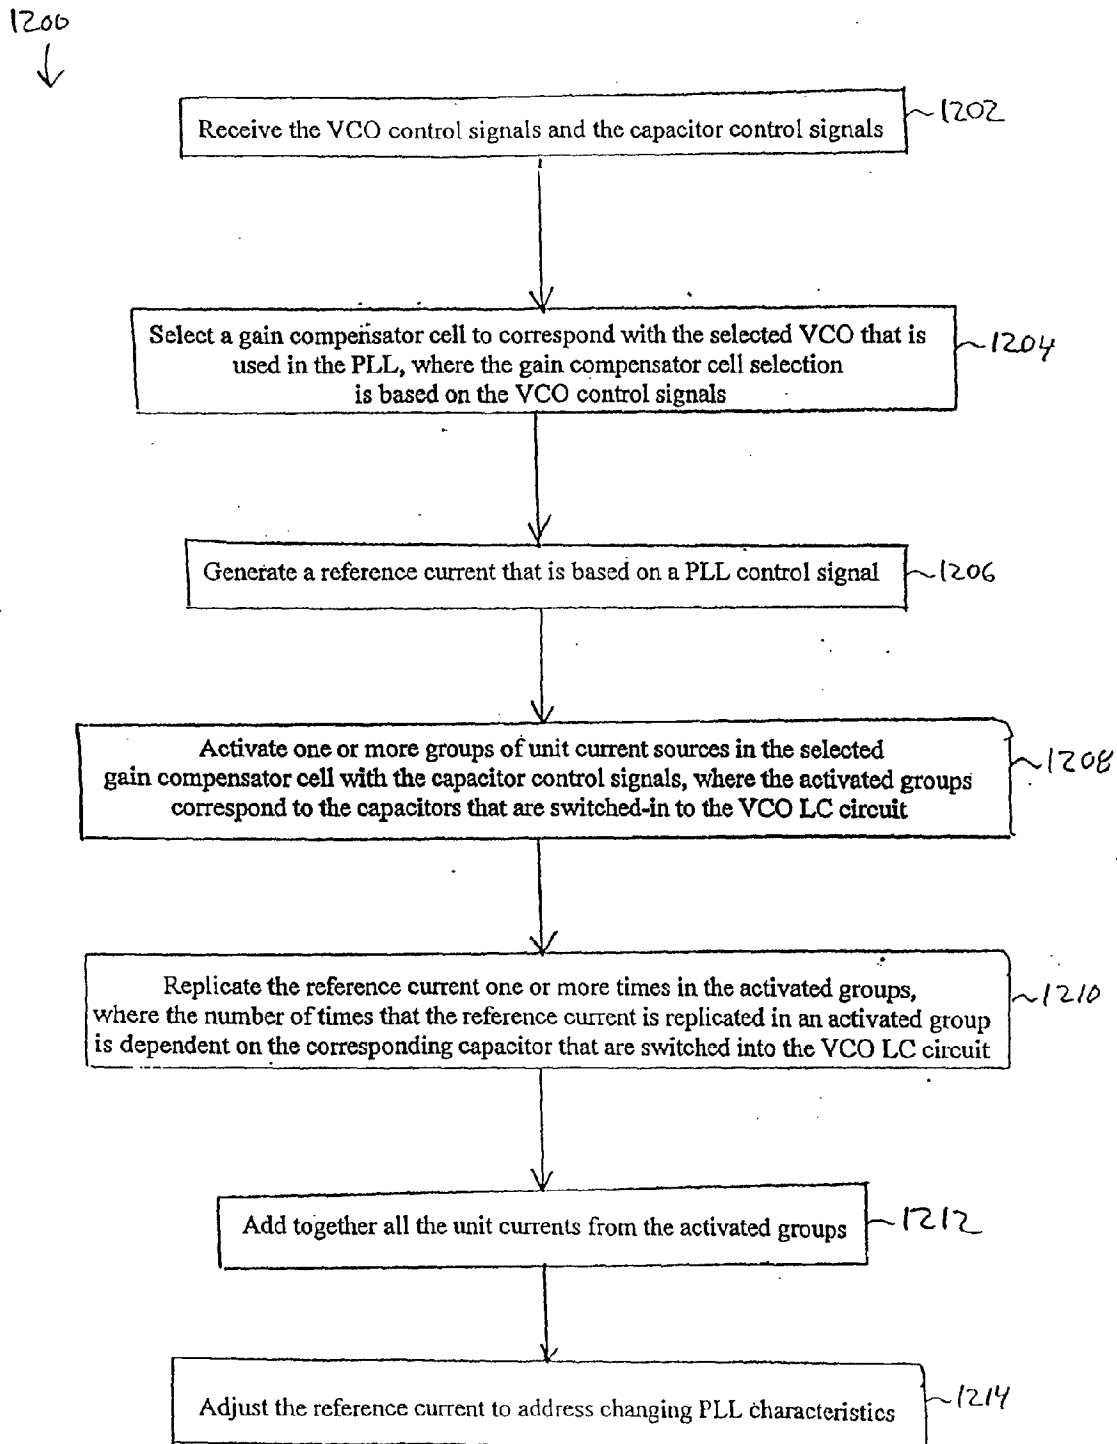 1200
Receive the VCO control signals and the capacitor control signals
1202
Select a gain compensator cell to correspond with the selected VCO that is
used in the PLL, where the gain compensator cell selection
is based on the VCO control signals
1204
Generate a reference current that is based on a PLL control signal
1206
Activate one or more groups of unit current sources in the selected
gain compensator cell with the capacitor control signals, where the activated groups
correspond to the capacitors that are switched-in to the VCO LC circuit
1208
Replicate the reference current one or more times in the activated groups,
where the number of times that the reference current is replicated in an activated group
is dependent on the corresponding capacitor that are switched into the VCO LC circuit
1210
Add together all the unit currents from the activated groups
1212
Adjust the reference current to address changing PLL characteristics
1214